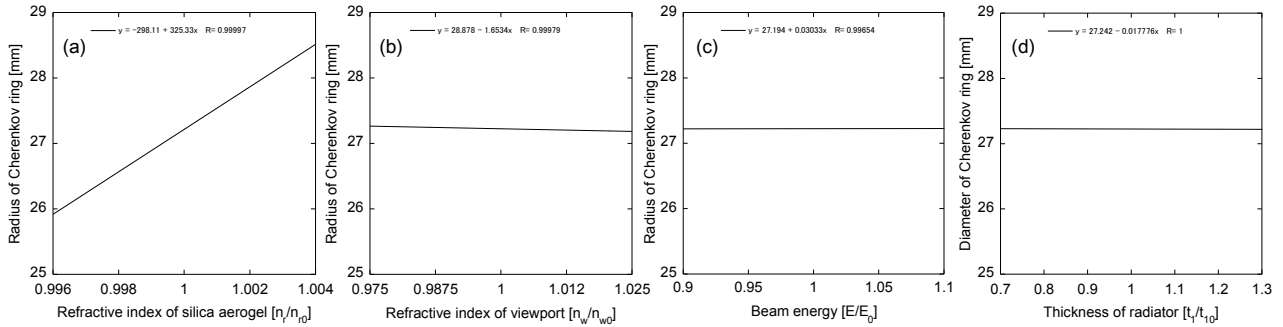 29
28
27
26
25
Radius of Cherenkov ring [mm]
(a)
y = −298.11 + 325.33x R= 0.99997
0.996 0.998 1 1.002 1.004
Refractive index of silica aerogel [n_r/n_r0]
29
28
27
26
25
Radius of Cherenkov ring [mm]
(b)
y = 28.878 − 1.6534x R= 0.99979
0.975 0.9875 1 1.0125 1.025
Refractive index of viewport [n_w/n_w0]
29
28
27
26
25
Radius of Cherenkov ring [mm]
(c)
y = 27.194 + 0.03033x R= 0.99654
0.9 0.95 1 1.05 1.1
Beam energy [E/E_0]
29
28
27
26
25
Diameter of Cherenkov ring [mm]
(d)
y = 27.242 − 0.017776x R= 1
0.7 0.8 0.9 1 1.1 1.2 1.3
Thickness of radiator [t_1/t_10]